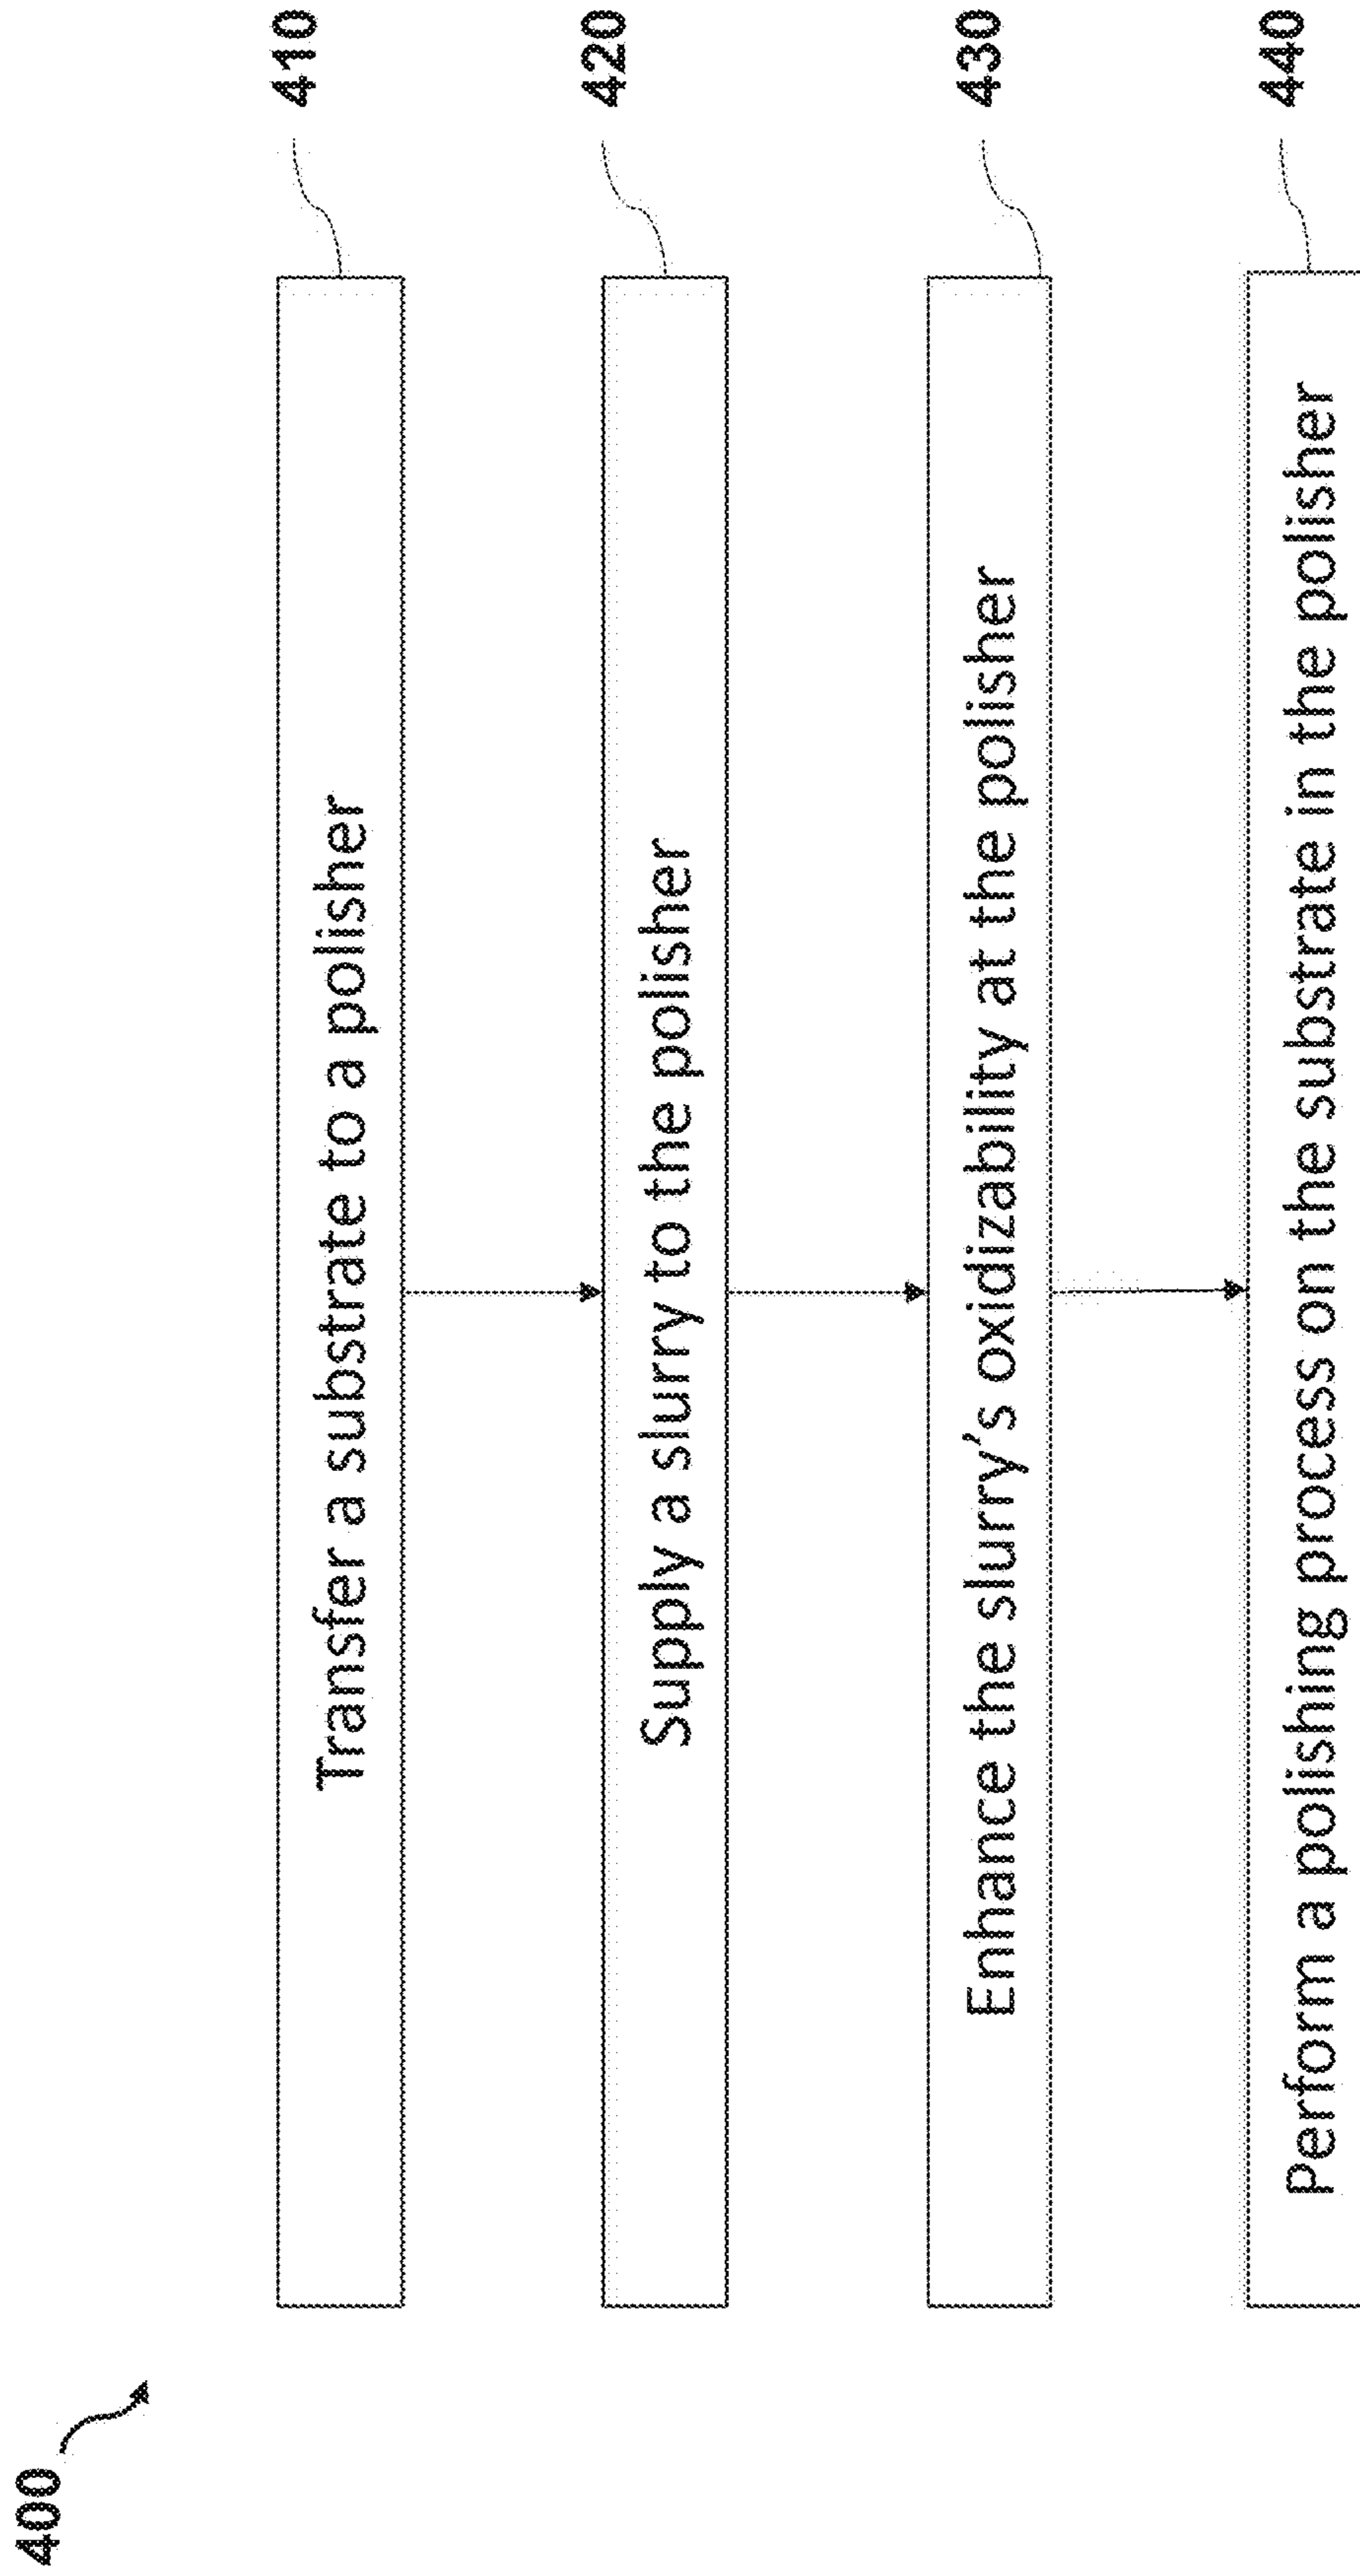 400
Transfer a substrate to a polisher
410
Supply a slurry to the polisher
420
Enhance the slurry’s oxidizability at the polisher
430
Perform a polishing process on the substrate in the polisher
440